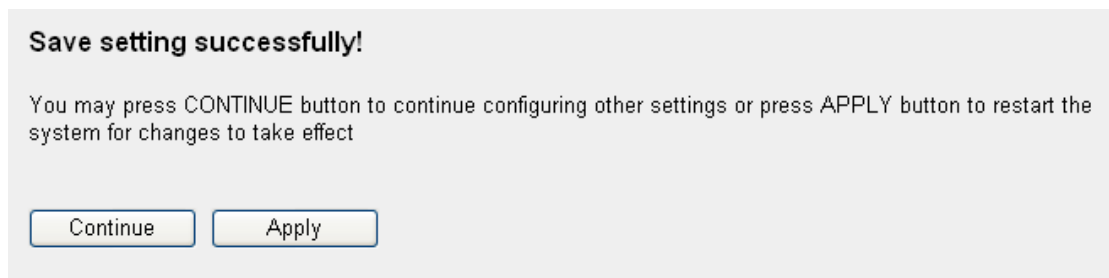 Save setting successfully!
You may press CONTINUE button to continue configuring other settings or press APPLY button to restart the
system for changes to take effect
Continue
Apply